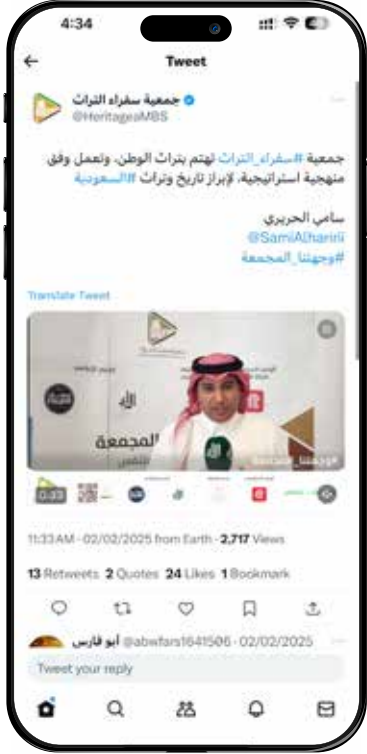 4:34
Tweet
جمعية سفراء التراث
@HeritageaMBS
جمعية #سفراء_التراث تهتم بتراث الوطن، وتعمل وفق
منهجية استراتيجية، لإبراز تاريخ وتراث #السعودية
سامي الحريري
@SamiAlharirii
#وجهتنا_المجمعة
Translate Tweet
المجمعة
#وجهتنا_المجمعة
0:33
11:33 AM · 02/02/2025 from Earth · 2,717 Views
13 Retweets 2 Quotes 24 Likes 1 Bookmark
أبو فارس @abwfars1641506 · 02/02/2025
Tweet your reply